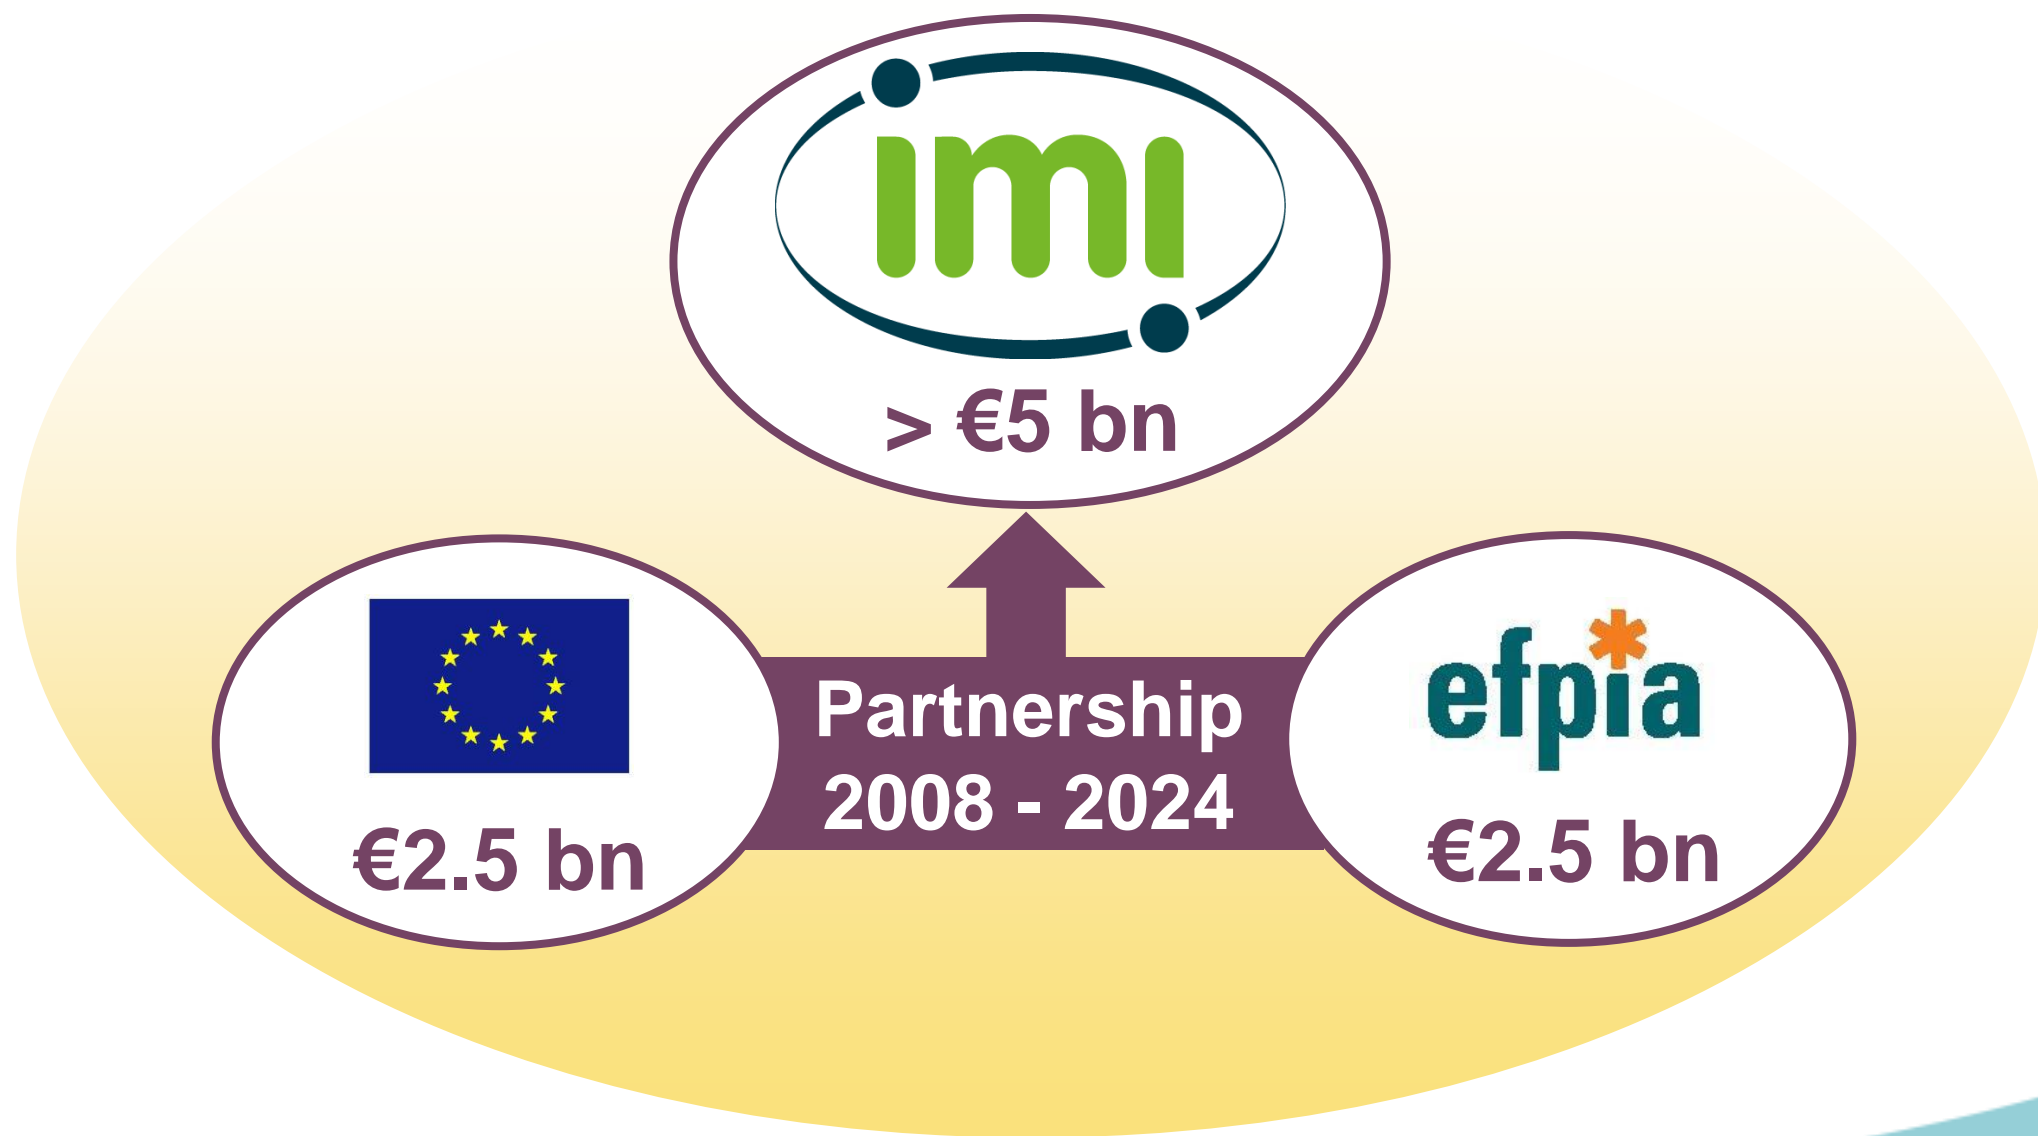 imi
> €5 bn
€2.5 bn
Partnership
2008 - 2024
efpia
€2.5 bn